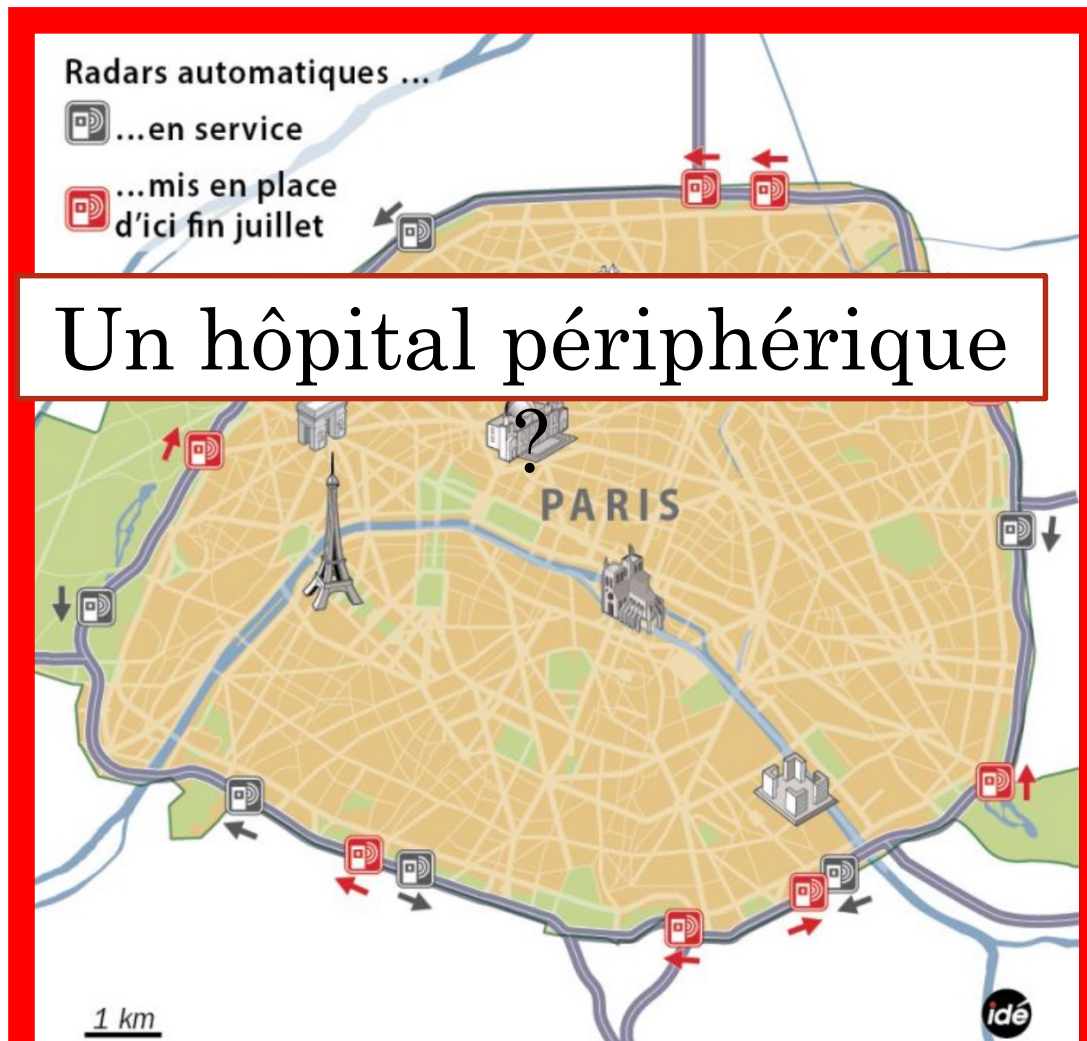 Radars automatiques ...
...en service
...mis en place
d'ici fin juillet
Un hôpital périphérique
?
PARIS
1 km
idé